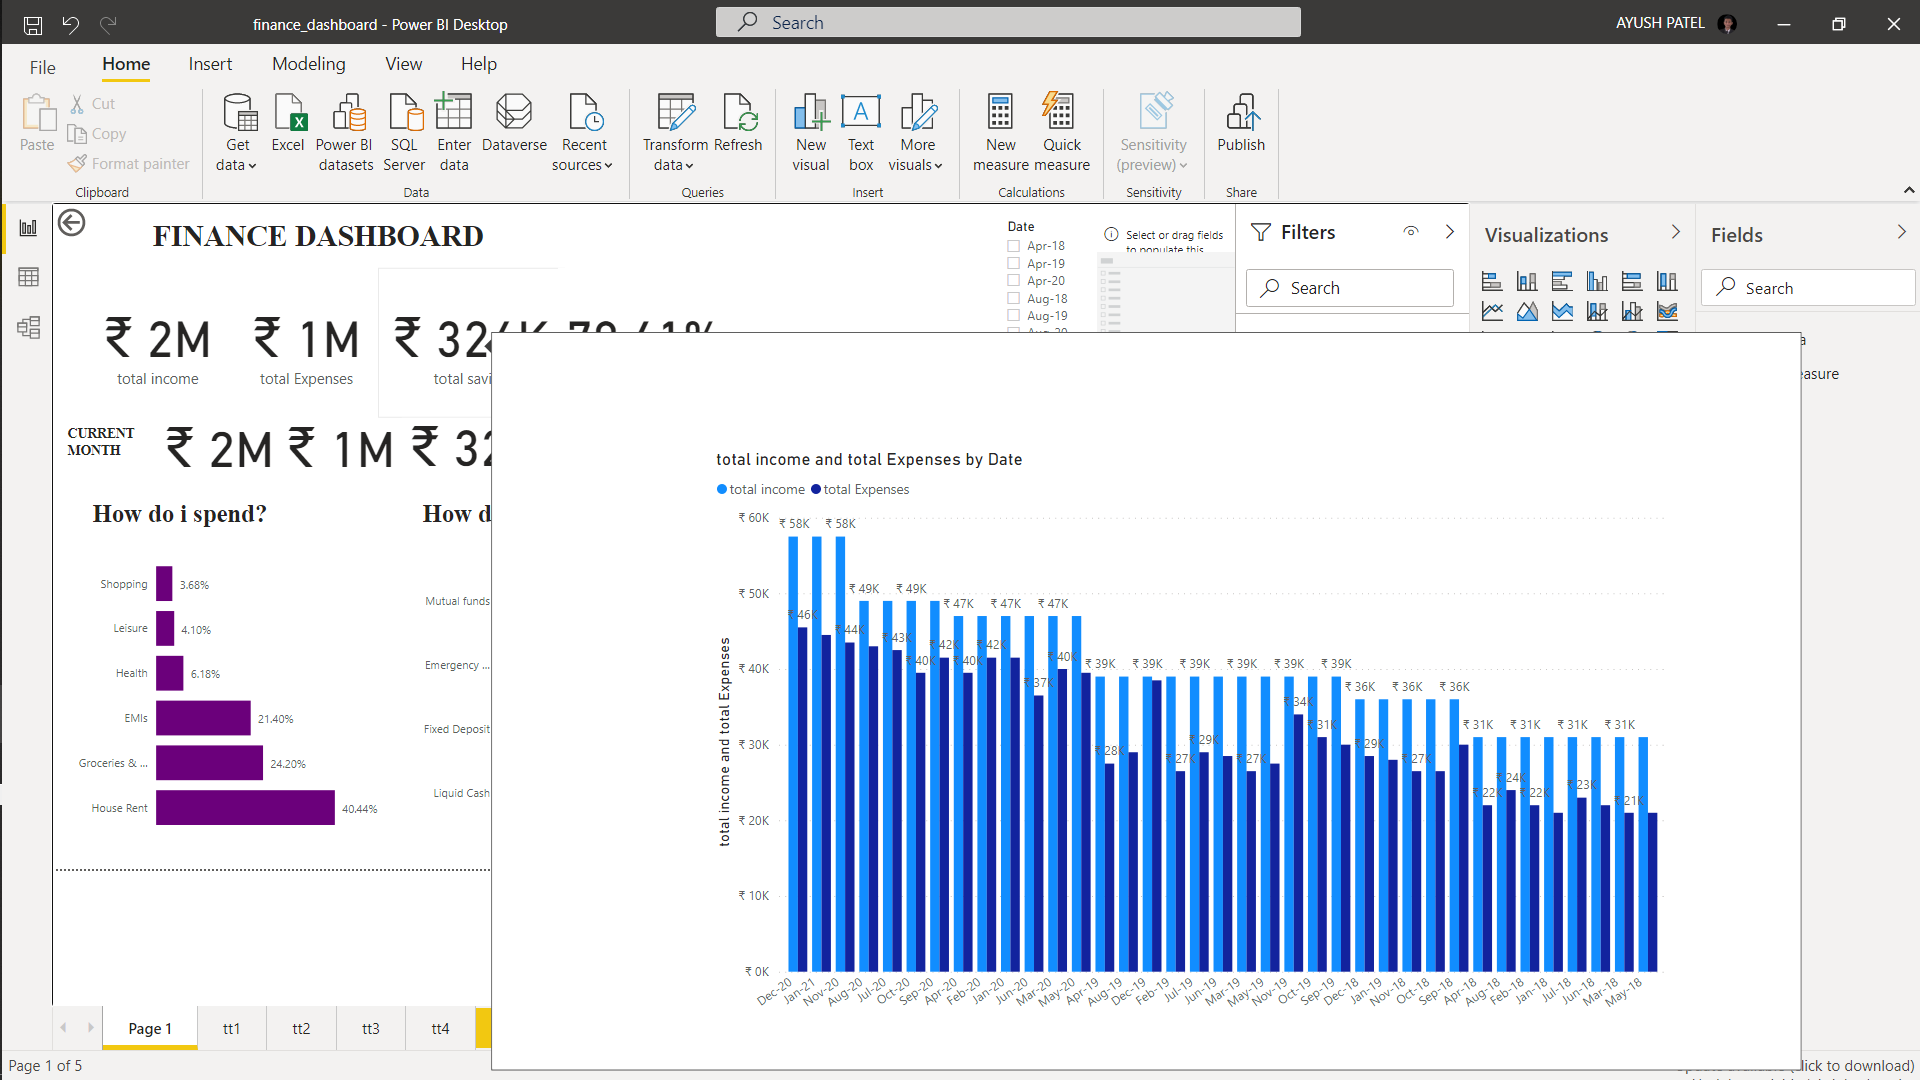 finance_dashboard - Power BI Desktop
Search
AYUSH PATEL
File Home Insert Modeling View Help
Paste
Cut
Copy
Format painter
Clipboard
Get data
Excel
Power BI datasets
SQL Server
Enter data
Dataverse
Recent sources
Data
Transform data
Refresh
Queries
New visual
Text box
More visuals
Insert
New measure
Quick measure
Calculations
Sensitivity (preview)
Sensitivity
Publish
Share
FINANCE DASHBOARD
Date
Apr-18
Apr-19
Apr-20
Aug-18
Aug-19
Select or drag fields
to populate this
Filters
Search
Visualizations
Fields
Search
₹ 2M
total income
₹ 1M
total Expenses
₹ 32
total savi
CURRENT MONTH
₹ 2M ₹ 1M ₹ 32
How do i spend?
Shopping 3.68%
Leisure 4.10%
Health 6.18%
EMIs 21.40%
Groceries & ... 24.20%
House Rent 40.44%
How d
Mutual funds
Emergency ...
Fixed Deposit
Liquid Cash
total income and total Expenses by Date
total income total Expenses
total income and total Expenses
₹ 60K
₹ 50K
₹ 40K
₹ 30K
₹ 20K
₹ 10K
₹ 0K
₹ 58K ₹ 58K ₹ 49K ₹ 49K ₹ 47K ₹ 47K ₹ 47K ₹ 39K ₹ 39K ₹ 39K ₹ 39K ₹ 39K ₹ 39K ₹ 36K ₹ 36K ₹ 36K ₹ 31K ₹ 31K ₹ 31K ₹ 31K
₹ 46K ₹ 44K ₹ 43K ₹ 40K ₹ 42K ₹ 40K ₹ 42K ₹ 37K ₹ 40K ₹ 28K ₹ 27K ₹ 29K ₹ 27K ₹ 34K ₹ 31K ₹ 29K ₹ 27K ₹ 22K ₹ 24K ₹ 22K ₹ 23K ₹ 21K
Dec-20 Jan-21 Nov-20 Aug-20 Jul-20 Oct-20 Sep-20 Apr-20 Feb-20 Jan-20 Jun-20 Mar-20 May-20 Apr-19 Aug-19 Dec-19 Feb-19 Jul-19 Jun-19 Mar-19 May-19 Nov-19 Oct-19 Sep-19 Dec-18 Jan-19 Nov-18 Oct-18 Sep-18 Apr-18 Aug-18 Feb-18 Jan-18 Jul-18 Jun-18 Mar-18 May-18
easure
Page 1 tt1 tt2 tt3 tt4
Page 1 of 5
click to download)